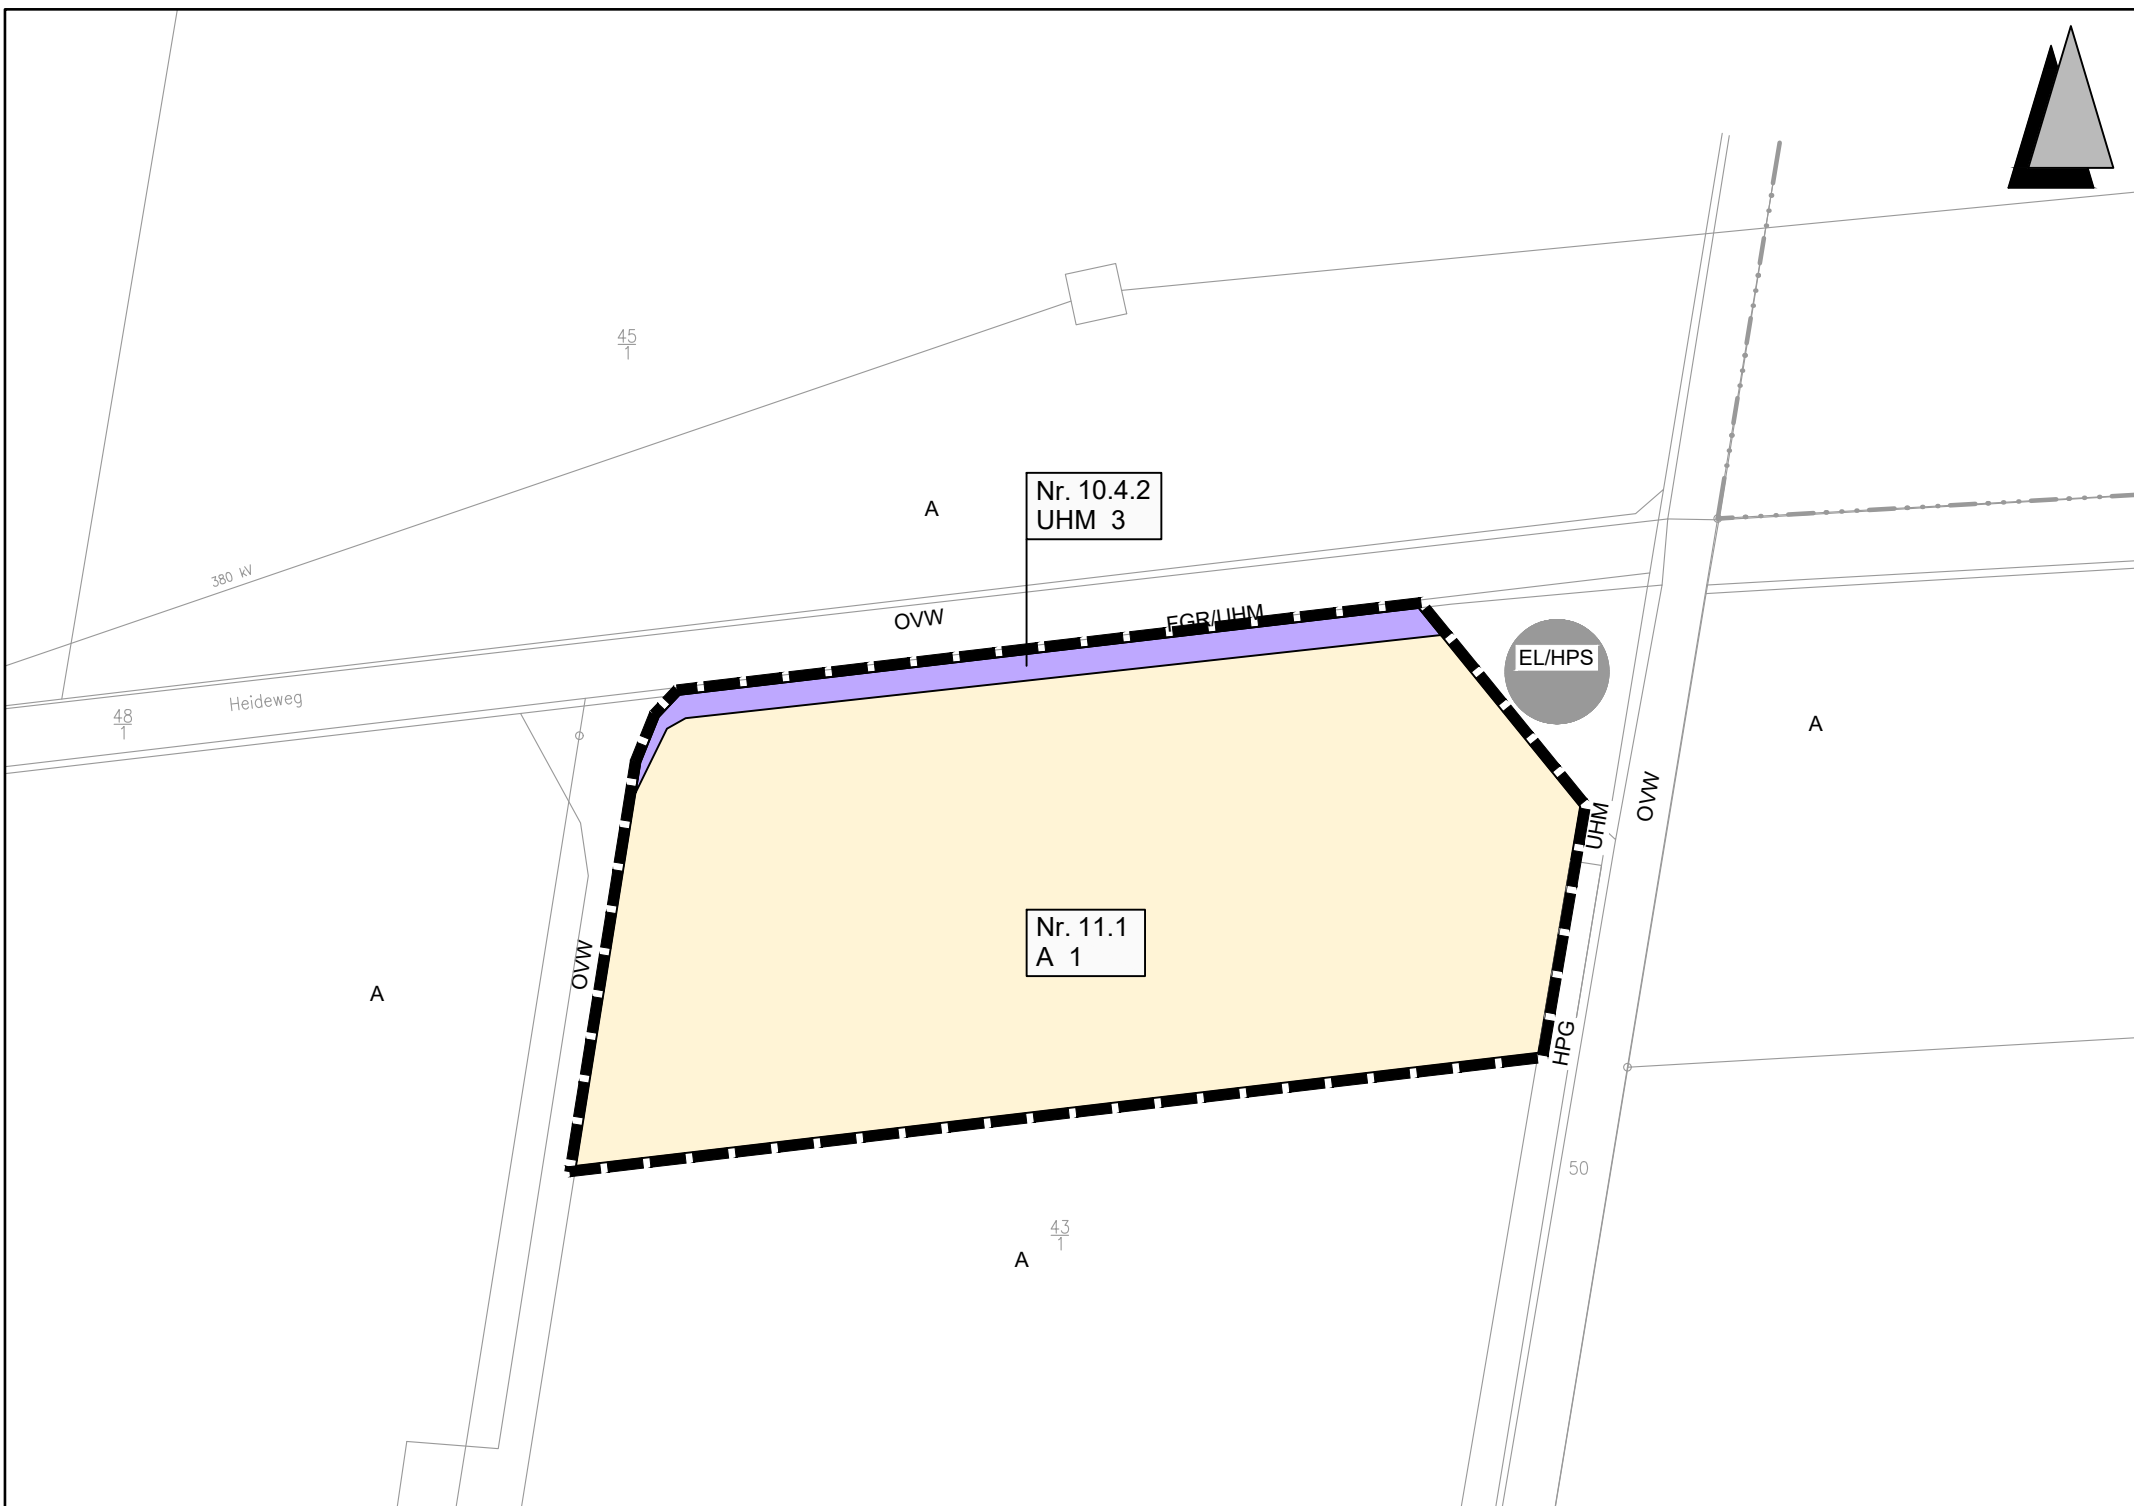 45
1
Nr. 10.4.2
UHM 3
A
380 kV
OVW
FGR/UHM
EL/HPS
Heideweg
48
1
A
OVW
UHM
Nr. 11.1
A 1
OVW
A
HPG
50
43
1
A